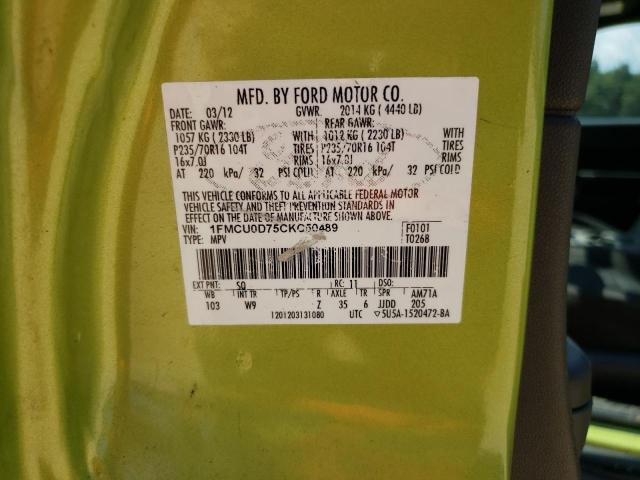 MFD. BY FORD MOTOR CO.
DATE: 03/12 GVWR: 2014 KG ( 4440 LB)
FRONT GAWR: REAR GAWR:
1057 KG ( 2330 LB) WITH 1012 KG ( 2230 LB) WITH
P235/70R16 104T TIRES P235/70R16 104T TIRES
16x7.0J RIMS 16x7.0J RIMS
AT 220 kPa/ 32 PSI COLD AT 220 kPa/ 32 PSI COLD
THIS VEHICLE CONFORMS TO ALL APPLICABLE FEDERAL MOTOR
VEHICLE SAFETY AND THEFT PREVENTION STANDARDS IN
EFFECT ON THE DATE OF MANUFACTURE SHOWN ABOVE.
VIN: 1FMCU0D75CKC50489 F0101
TYPE: MPV T0268
EXT PNT: SQ RC: 11 DSO:
WB INT TR TP/PS R AXLE TR SPR AM71A
103 W9 Z 35 6 JJDD 205
1201203131080 UTC ▽5U5A-1520472-BA